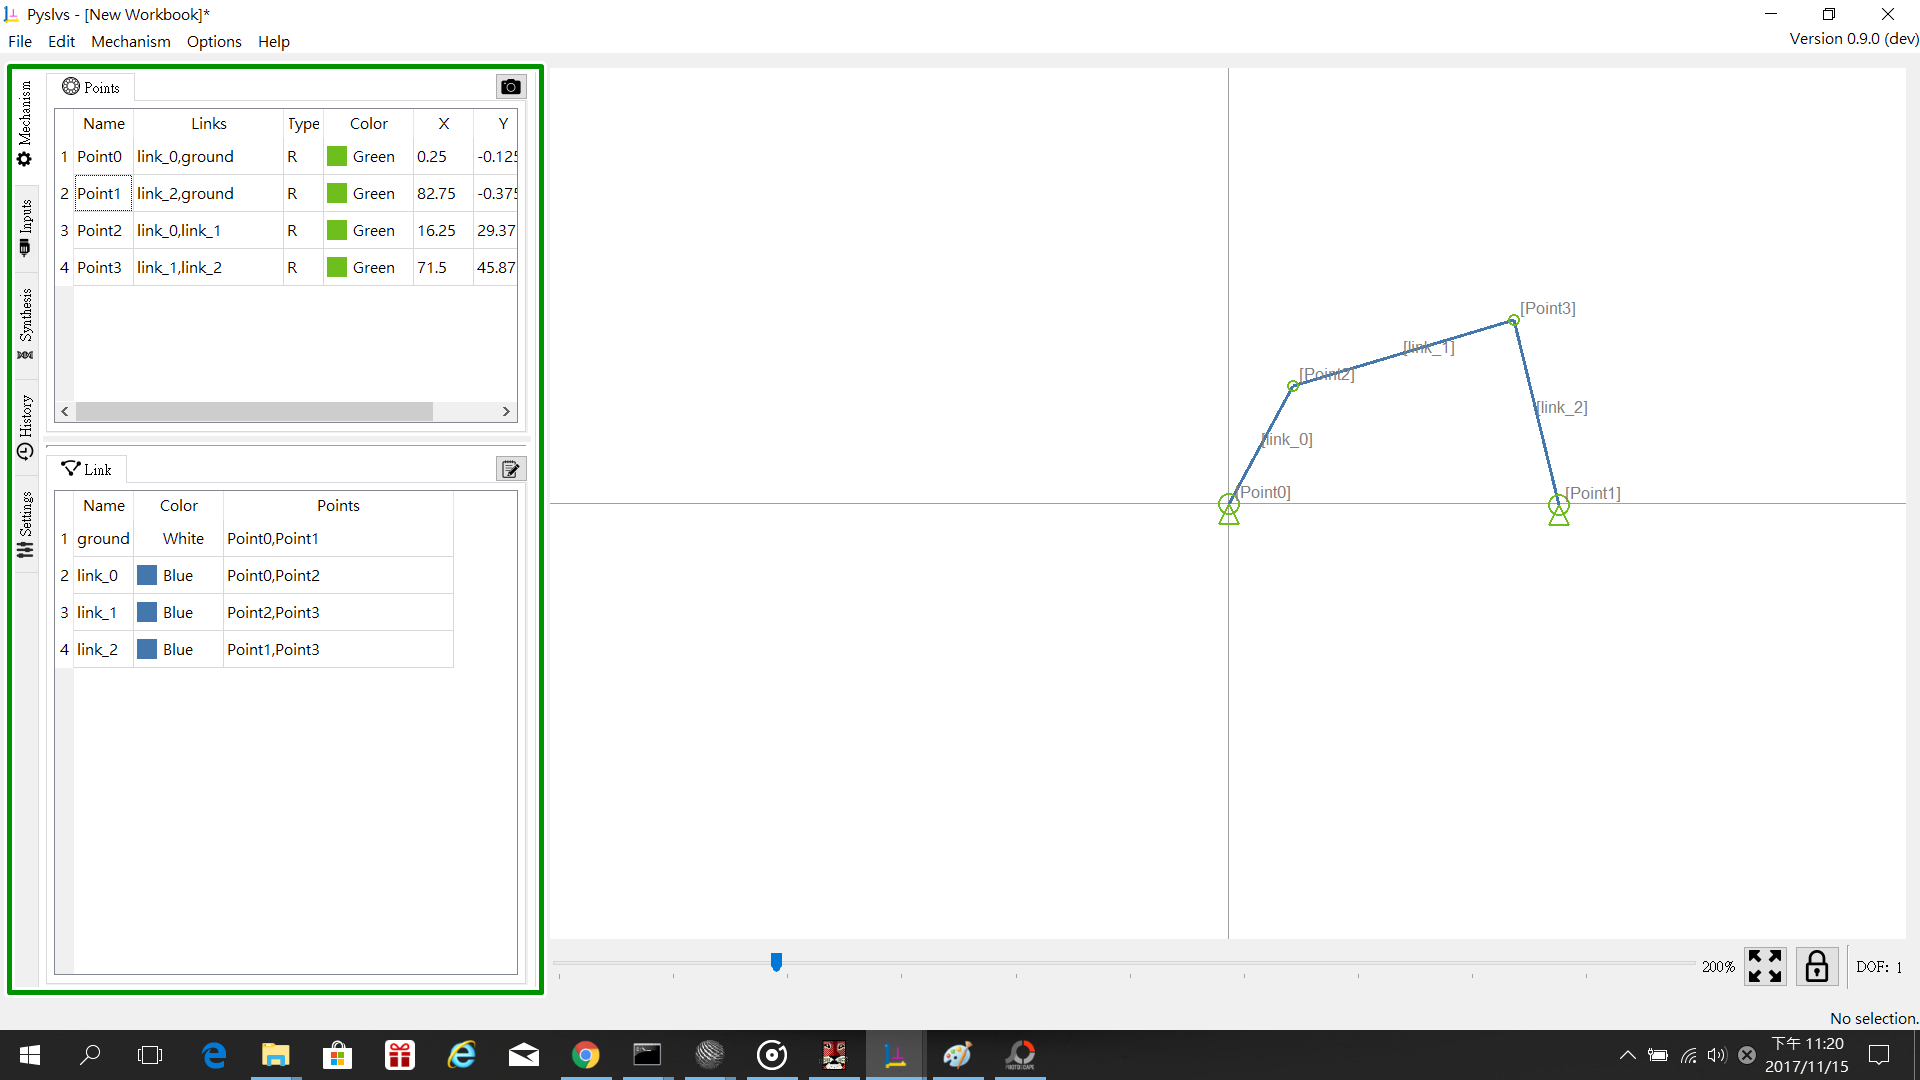 Pyslvs - [New Workbook]*
File Edit Mechanism Options Help
Version 0.9.0 (dev)
Mechanism
Inputs
Synthesis
History
Settings
Points
Name Links Type Color X Y
1 Point0 link_0,ground R Green 0.25 -0.125
2 Point1 link_2,ground R Green 82.75 -0.375
3 Point2 link_0,link_1 R Green 16.25 29.37
4 Point3 link_1,link_2 R Green 71.5 45.87
Link
Name Color Points
1 ground White Point0,Point1
2 link_0 Blue Point0,Point2
3 link_1 Blue Point2,Point3
4 link_2 Blue Point1,Point3
[Point3]
[link_1]
[Point2]
[link_2]
[link_0]
[Point0]
[Point1]
200%
DOF: 1
No selection.
下午 11:20
2017/11/15